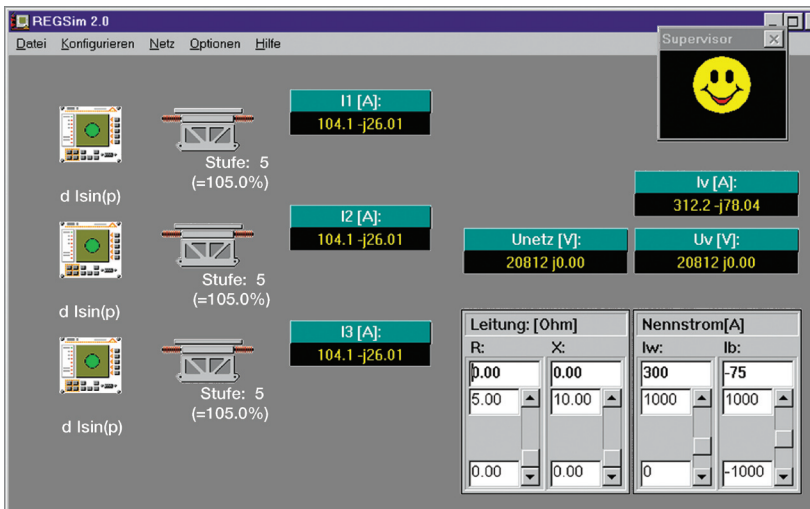 REGSim 2.0
Datei Konfigurieren Netz Optionen Hilfe
Supervisor
I1 [A]:
104.1 -j26.01
Stufe: 5
(=105.0%)
d Isin(p)
Iv [A]:
312.2 -j78.04
I2 [A]:
104.1 -j26.01
Unetz [V]:
20812 j0.00
Uv [V]:
20812 j0.00
Stufe: 5
(=105.0%)
d Isin(p)
I3 [A]:
104.1 -j26.01
Stufe: 5
(=105.0%)
d Isin(p)
Leitung: [Ohm]
R: X:
0.00 0.00
5.00 10.00
0.00 0.00
Nennstrom[A]
Iw: Ib:
300 -75
1000 1000
0 -1000